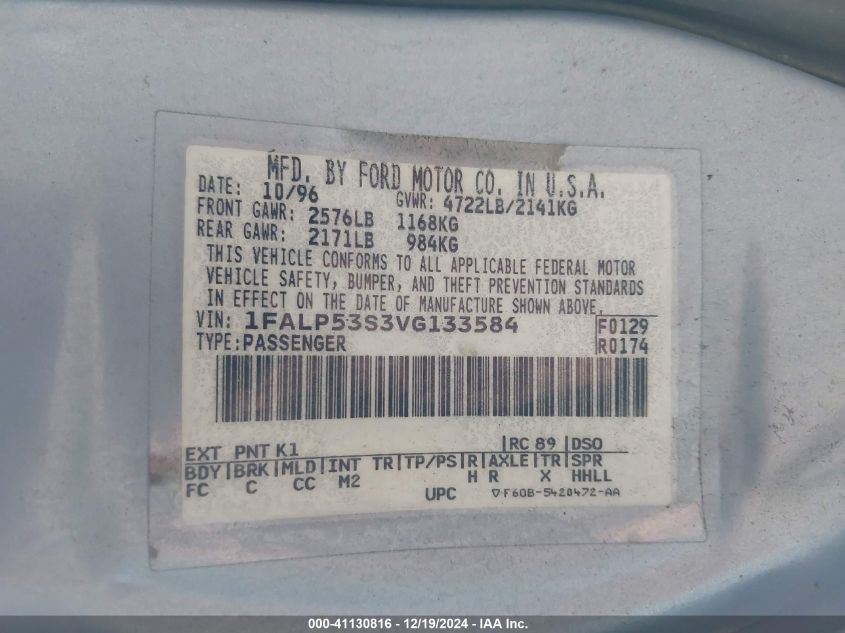 MFD. BY FORD MOTOR CO. IN U.S.A.
DATE: 10/96 GVWR: 4722LB/2141KG
FRONT GAWR: 2576LB 1168KG
REAR GAWR: 2171LB 984KG
THIS VEHICLE CONFORMS TO ALL APPLICABLE FEDERAL MOTOR
VEHICLE SAFETY, BUMPER, AND THEFT PREVENTION STANDARDS
IN EFFECT ON THE DATE OF MANUFACTURE SHOWN ABOVE.
VIN: 1FALP53S3VG133584 F0129
TYPE: PASSENGER R0174
EXT PNT K1 RC 89 DSO
BDY BRK MLD INT TR TP/PS R AXLE TR SPR
FC C CC M2 H R X HHLL
UPC F60B-5420472-AA
000-41130816 - 12/19/2024 - Copyright © 2024 IAA, Inc.